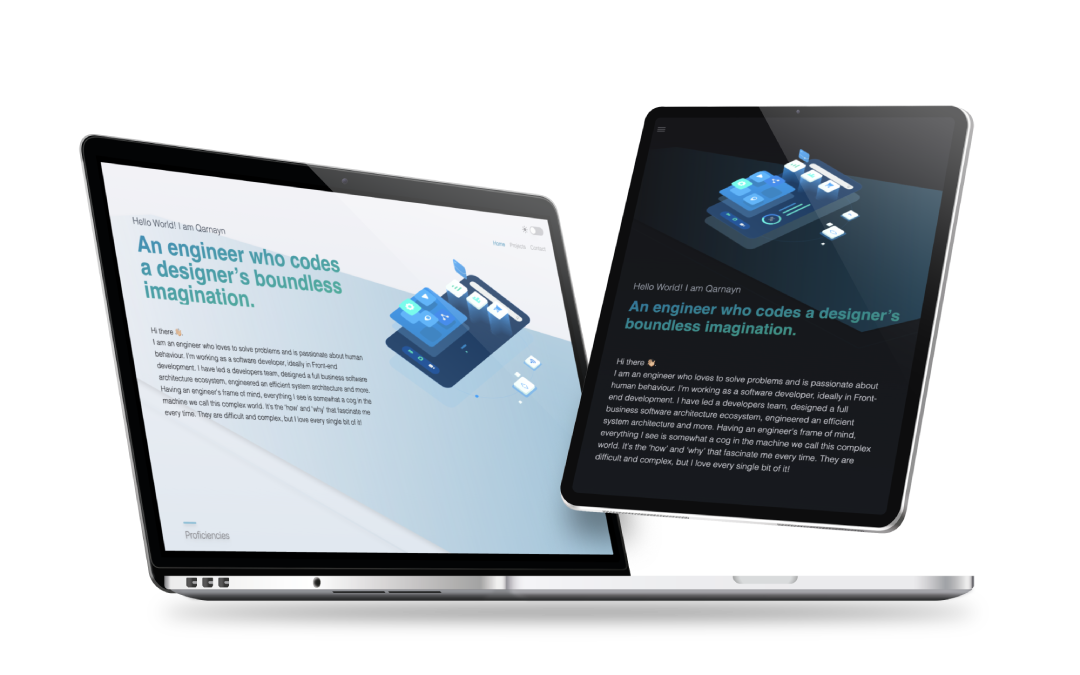 Hello World! I am Qarnayn
An engineer who codes
a designer's boundless
imagination.
Home Projects Contact
Hi there 👋🏼,
I am an engineer who loves to solve problems and is passionate about human
behaviour. I'm working as a software developer, ideally in Front-end
development. I have led a developers team, designed a full business software
architecture ecosystem, engineered an efficient system architecture and more.
Having an engineer's frame of mind, everything I see is somewhat a cog in the
machine we call this complex world. It's the 'how' and 'why' that fascinate me
every time. They are difficult and complex, but I love every single bit of it!
Proficiencies
Hello World! I am Qarnayn
An engineer who codes a designer's
boundless imagination.
Hi there 👋🏼,
I am an engineer who loves to solve problems and is passionate about
human behaviour. I'm working as a software developer, ideally in Front-
end development. I have led a developers team, designed a full
business software architecture ecosystem, engineered an efficient
system architecture and more. Having an engineer's frame of mind,
everything I see is somewhat a cog in the machine we call this complex
world. It's the 'how' and 'why' that fascinate me every time. They are
difficult and complex, but I love every single bit of it!